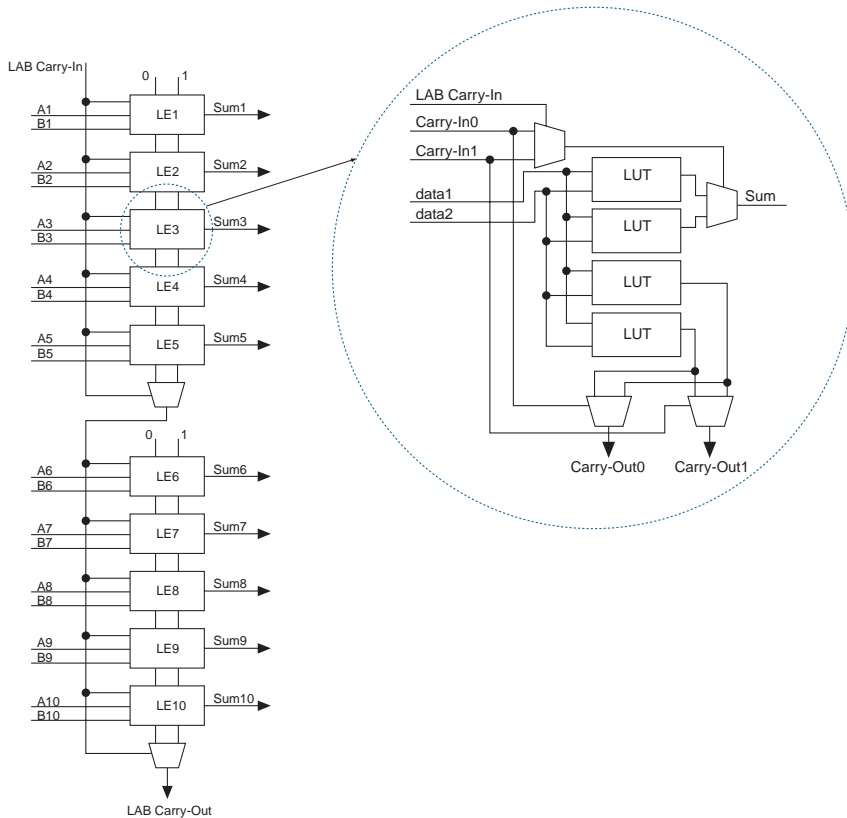 LAB Carry-In
0 1
A1
B1
LE1
Sum1
A2
B2
LE2
Sum2
A3
B3
LE3
Sum3
A4
B4
LE4
Sum4
A5
B5
LE5
Sum5
0 1
A6
B6
LE6
Sum6
A7
B7
LE7
Sum7
A8
B8
LE8
Sum8
A9
B9
LE9
Sum9
A10
B10
LE10
Sum10
LAB Carry-Out
LAB Carry-In
Carry-In0
Carry-In1
data1
data2
LUT
LUT
LUT
LUT
Sum
Carry-Out0
Carry-Out1